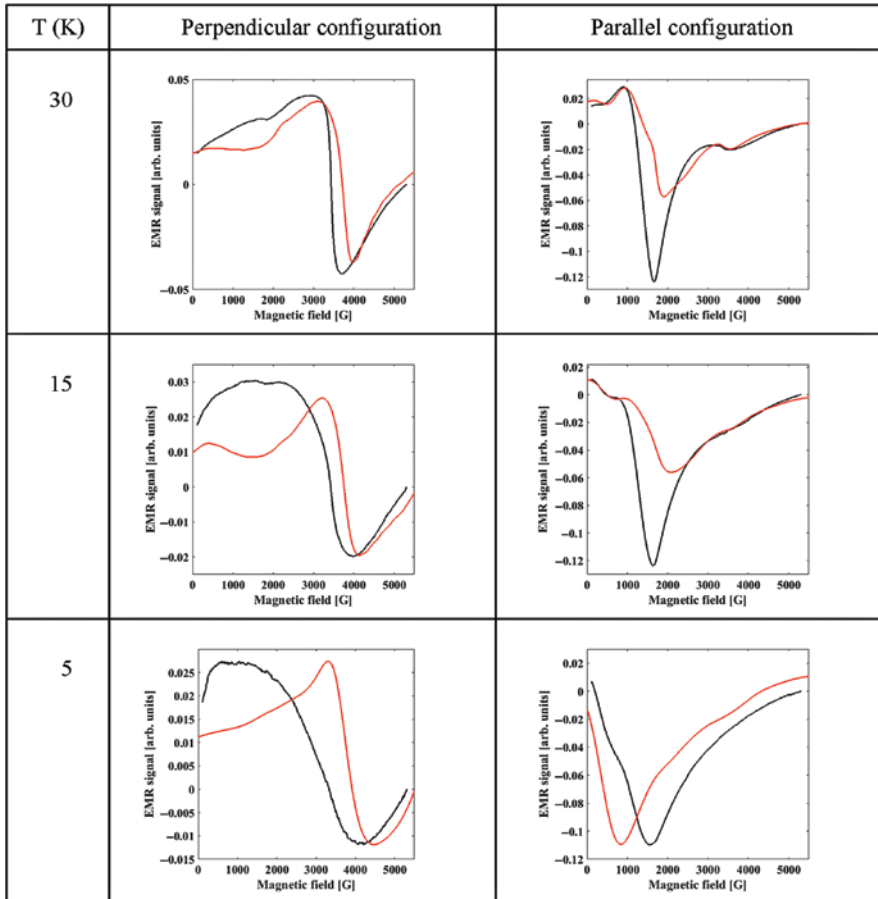 T (K) Perpendicular configuration Parallel configuration
30
0.05
0
−0.05
EMR signal [arb. units]
0 1000 2000 3000 4000 5000
Magnetic field [G]
0.02
0
−0.02
−0.04
−0.06
−0.08
−0.1
−0.12
EMR signal [arb. units]
0 1000 2000 3000 4000 5000
Magnetic field [G]
15
0.03
0.02
0.01
0
−0.01
−0.02
EMR signal [arb. units]
0 1000 2000 3000 4000 5000
Magnetic field [G]
0.02
0
−0.02
−0.04
−0.06
−0.08
−0.1
−0.12
EMR signal [arb. units]
0 1000 2000 3000 4000 5000
Magnetic field [G]
5
0.025
0.02
0.015
0.01
0.005
0
−0.005
−0.01
−0.015
EMR signal [arb. units]
0 1000 2000 3000 4000 5000
Magnetic field [G]
0.02
0
−0.02
−0.04
−0.06
−0.08
−0.1
−0.12
EMR signal [arb. units]
0 1000 2000 3000 4000 5000
Magnetic field [G]